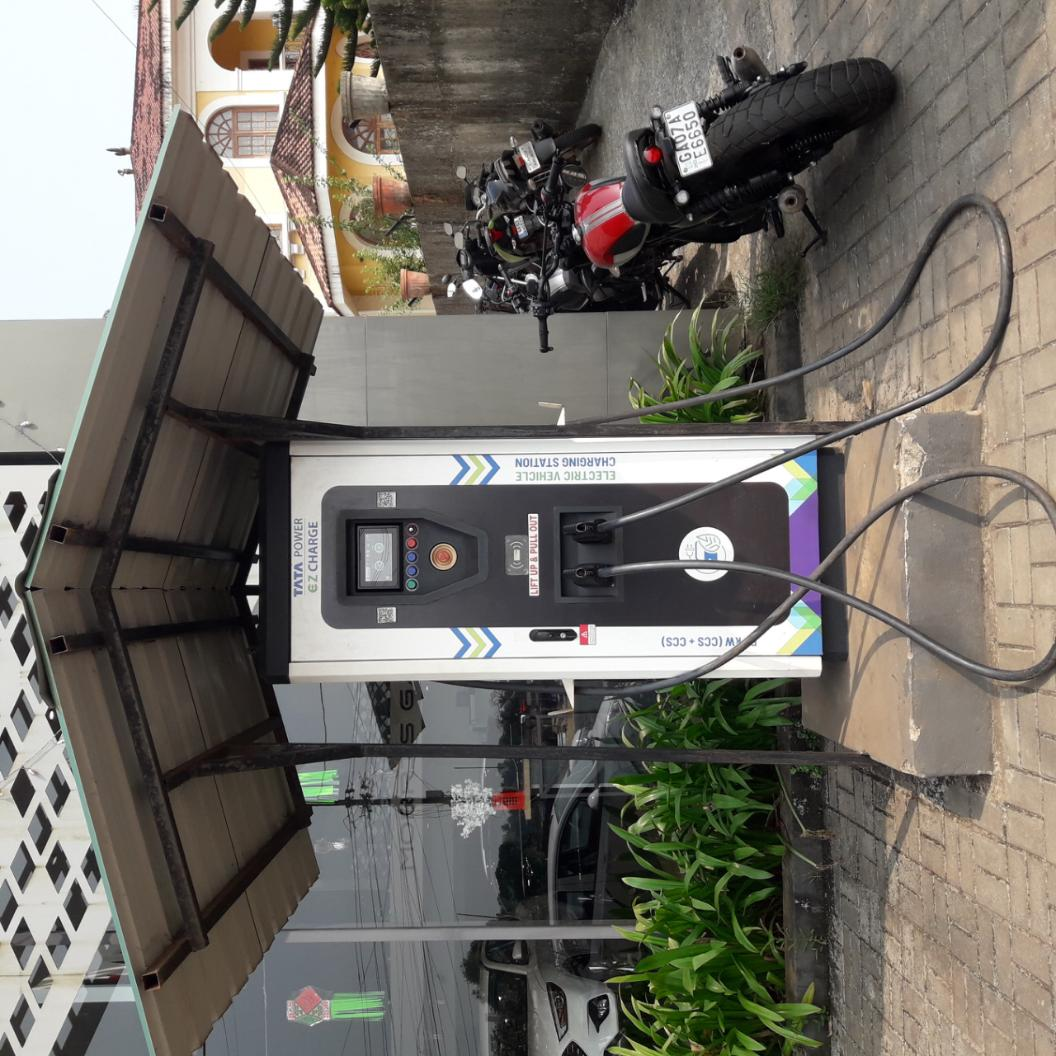 TATA POWER
EZ CHARGE
ELECTRIC VEHICLE
CHARGING STATION
LIFT UP & PULL OUT
KW (CCS + CCS)
GA07A
E6650